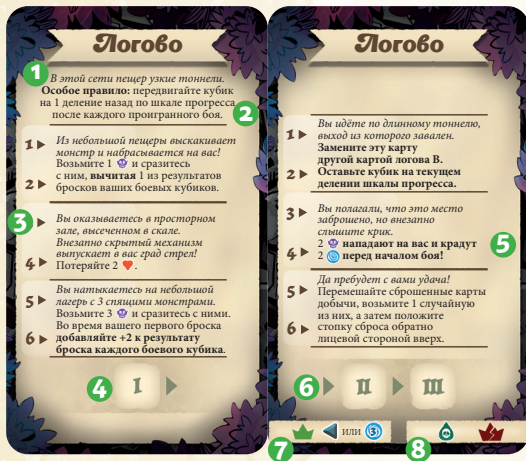 Логово
1
В этой сети пещер узкие тоннели.
Особое правило: передвигайте кубик
на 1 деление назад по шкале прогресса
после каждого проигранного боя.
2
1
Из небольшой пещеры выскакивает
монстр и набрасывается на вас!
Возьмите 1 и сразитесь
2
с ним, вычитая 1 из результатов
бросков ваших боевых кубиков.
3
Вы оказываетесь в просторном
зале, высеченном в скале.
Внезапно скрытый механизм
выпускает в вас град стрел!
4
Потеряйте 2 .
5
Вы натыкаетесь на небольшой
лагерь с 3 спящими монстрами.
Возьмите 3 и сразитесь с ними.
Во время вашего первого броска
6
добавляйте +2 к результату
броска каждого боевого кубика.
4
I
Логово
1
Вы идёте по длинному тоннелю,
выход из которого завален.
Замените эту карту
другой картой логова В.
2
Оставьте кубик на текущем
делении шкалы прогресса.
3
Вы полагали, что это место
заброшено, но внезапно
слышите крик.
4
2 нападают на вас и крадут
2 перед началом боя!
5
5
Да пребудет с вами удача!
Перемешайте сброшенные карты
добычи, возьмите 1 случайную
6
из них, а затем положите
стопку сброса обратно
лицевой стороной вверх.
6
II
III
7
или 3
8